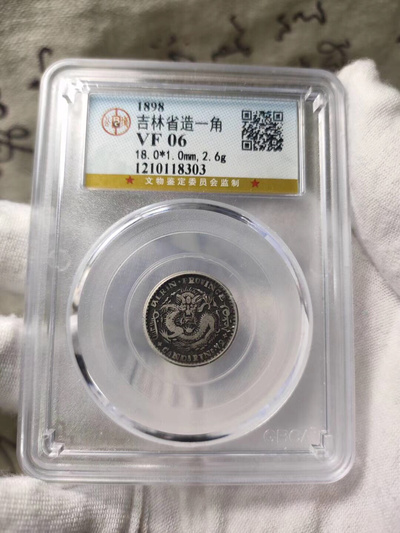 1898
吉林省造一角
VF 06
18.0*1.0mm,2.6g
1210118303
★ 文物鉴定委员会监制 ★
PROVINCE